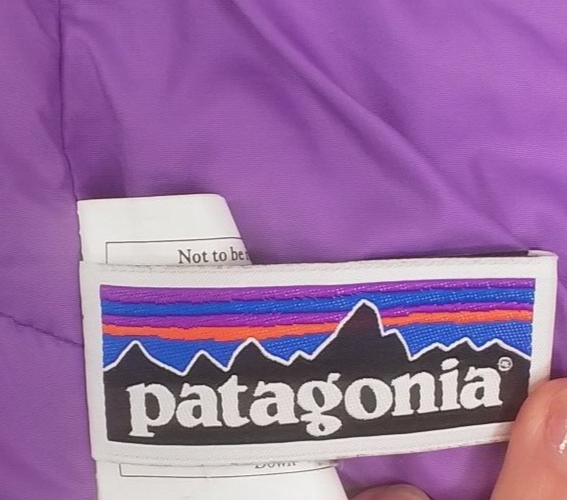 Not to be
patagonia®
Down